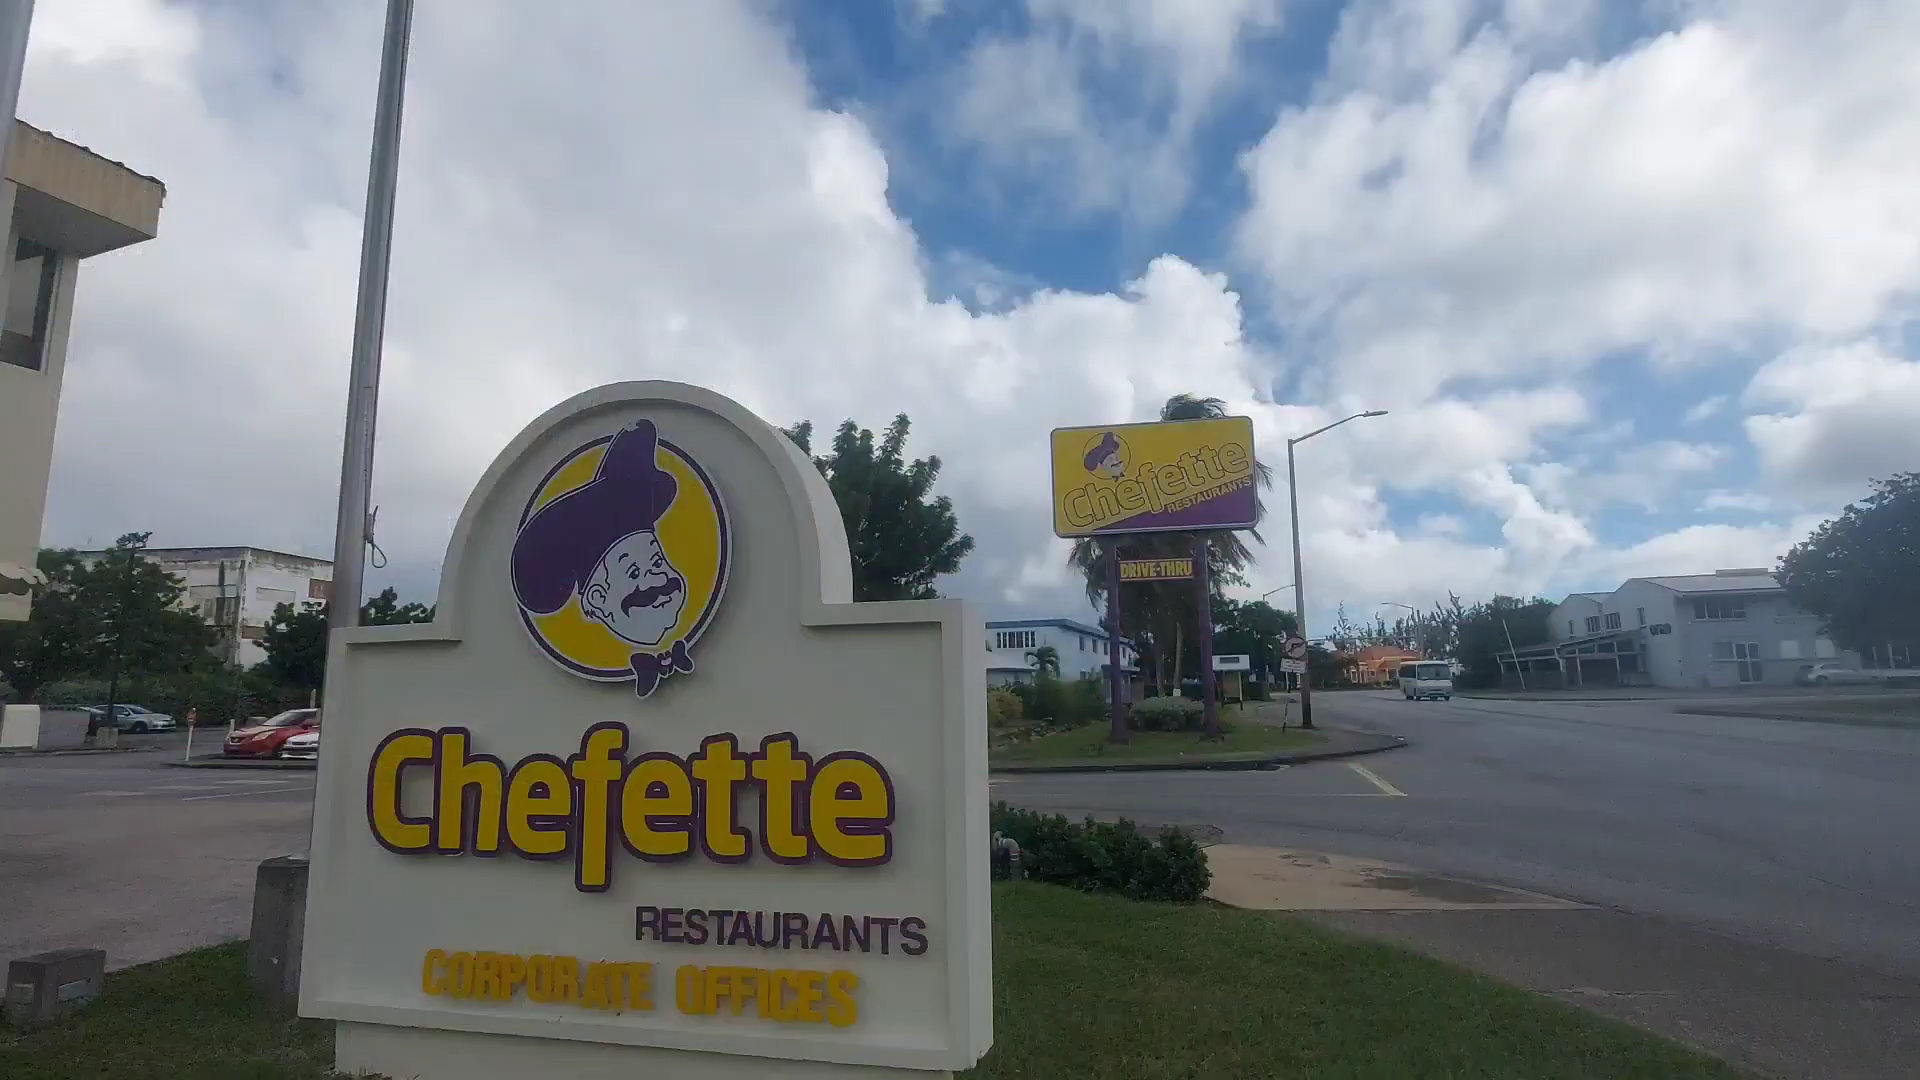 Chefette
RESTAURANTS
CORPORATE OFFICES
Chefette
RESTAURANTS
DRIVE-THRU